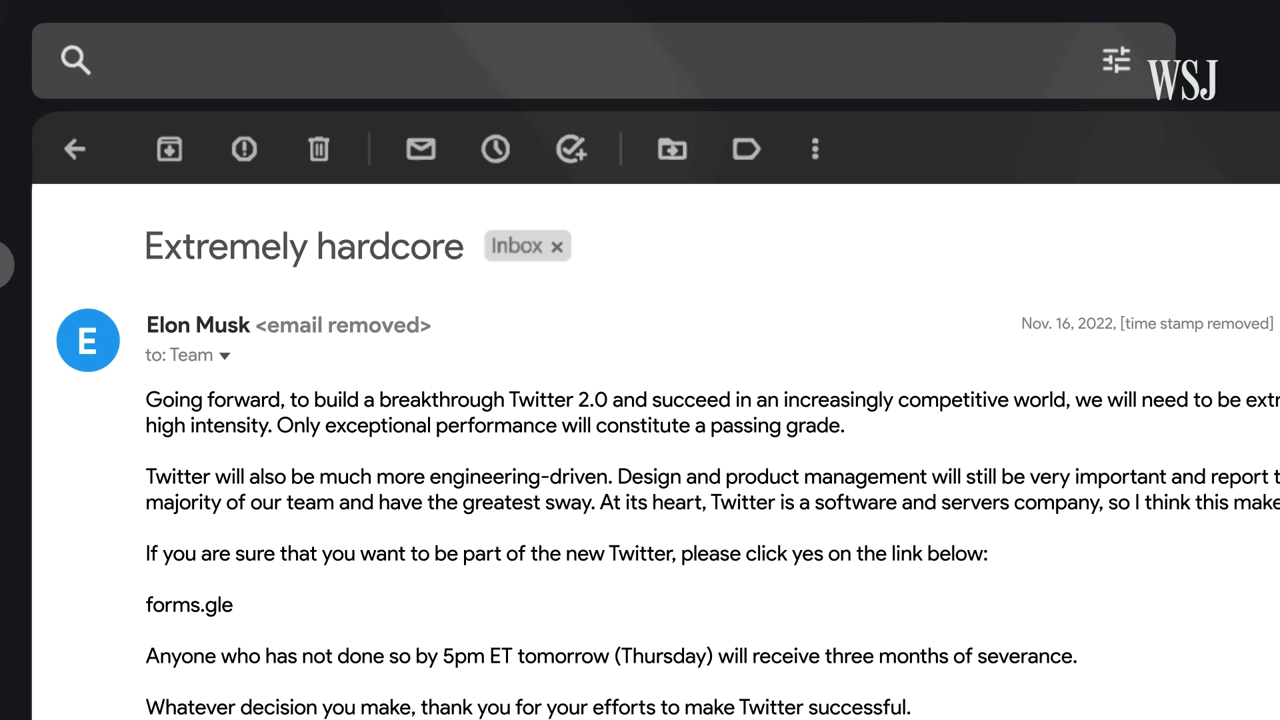 WSJ
Extremely hardcore Inbox ×
E
Elon Musk <email removed>
Nov. 16, 2022, [time stamp removed]
to: Team
Going forward, to build a breakthrough Twitter 2.0 and succeed in an increasingly competitive world, we will need to be extr
high intensity. Only exceptional performance will constitute a passing grade.
Twitter will also be much more engineering-driven. Design and product management will still be very important and report t
majority of our team and have the greatest sway. At its heart, Twitter is a software and servers company, so I think this make
If you are sure that you want to be part of the new Twitter, please click yes on the link below:
forms.gle
Anyone who has not done so by 5pm ET tomorrow (Thursday) will receive three months of severance.
Whatever decision you make, thank you for your efforts to make Twitter successful.